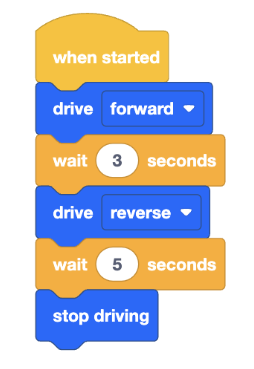 when started
drive forward
wait 3 seconds
drive reverse
wait 5 seconds
stop driving